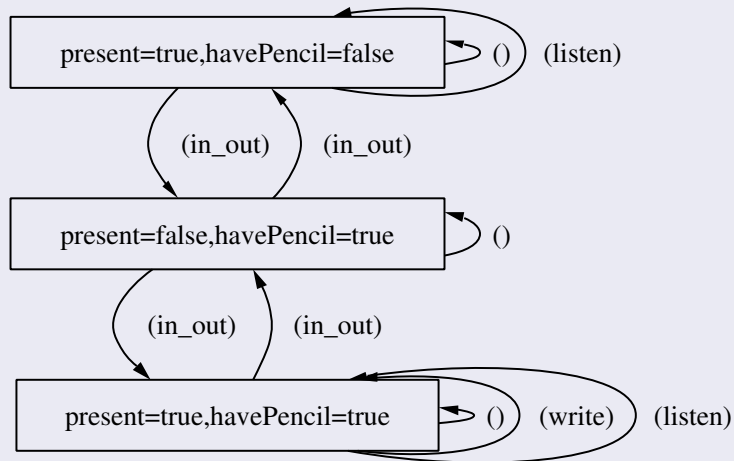 present=true,havePencil=false () (listen)
(in_out) (in_out)
present=false,havePencil=true ()
(in_out) (in_out)
present=true,havePencil=true () (write) (listen)